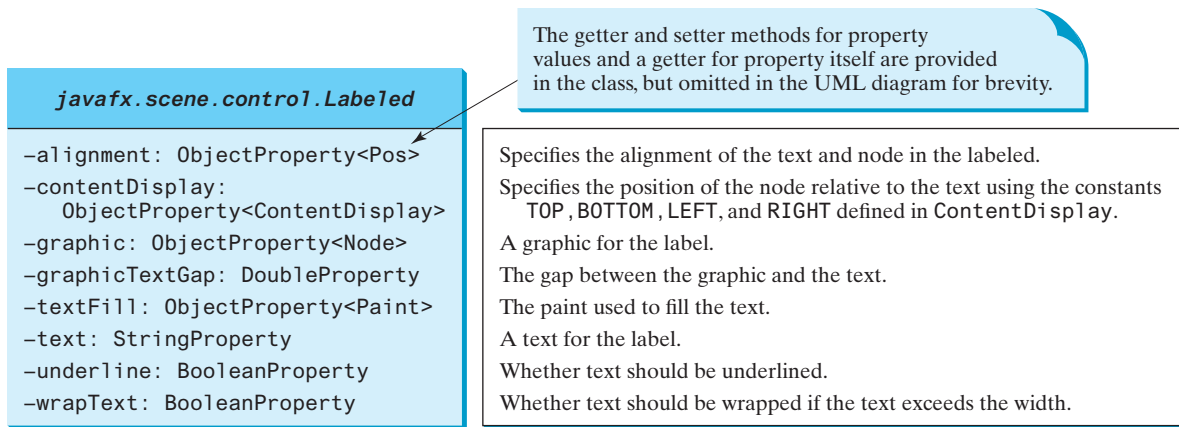 The getter and setter methods for property
values and a getter for property itself are provided
in the class, but omitted in the UML diagram for brevity.
javafx.scene.control.Labeled
–alignment: ObjectProperty<Pos>
–contentDisplay:
ObjectProperty<ContentDisplay>
–graphic: ObjectProperty<Node>
–graphicTextGap: DoubleProperty
–textFill: ObjectProperty<Paint>
–text: StringProperty
–underline: BooleanProperty
–wrapText: BooleanProperty
Specifies the alignment of the text and node in the labeled.
Specifies the position of the node relative to the text using the constants
TOP, BOTTOM, LEFT, and RIGHT defined in ContentDisplay.
A graphic for the label.
The gap between the graphic and the text.
The paint used to fill the text.
A text for the label.
Whether text should be underlined.
Whether text should be wrapped if the text exceeds the width.